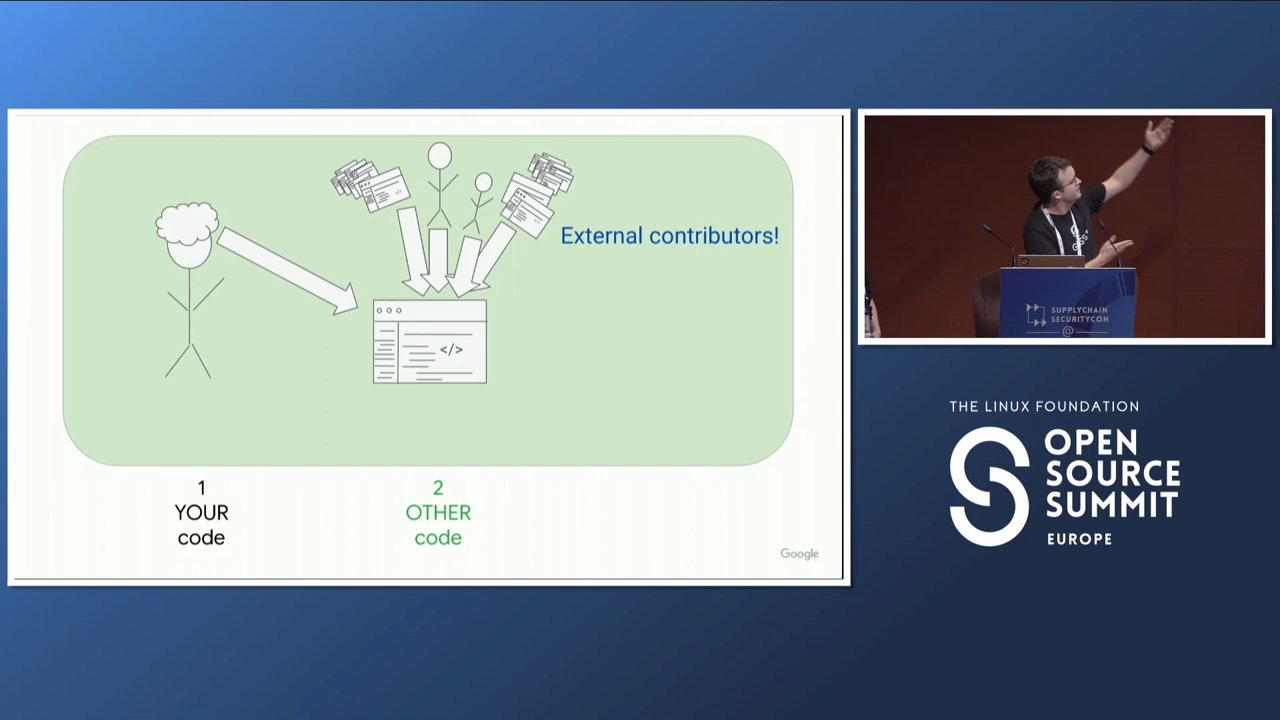 External contributors!
</>
1
YOUR
code
2
OTHER
code
Google
SUPPLYCHAIN
SECURITYCON
@
THE LINUX FOUNDATION
OPEN
SOURCE
SUMMIT
EUROPE